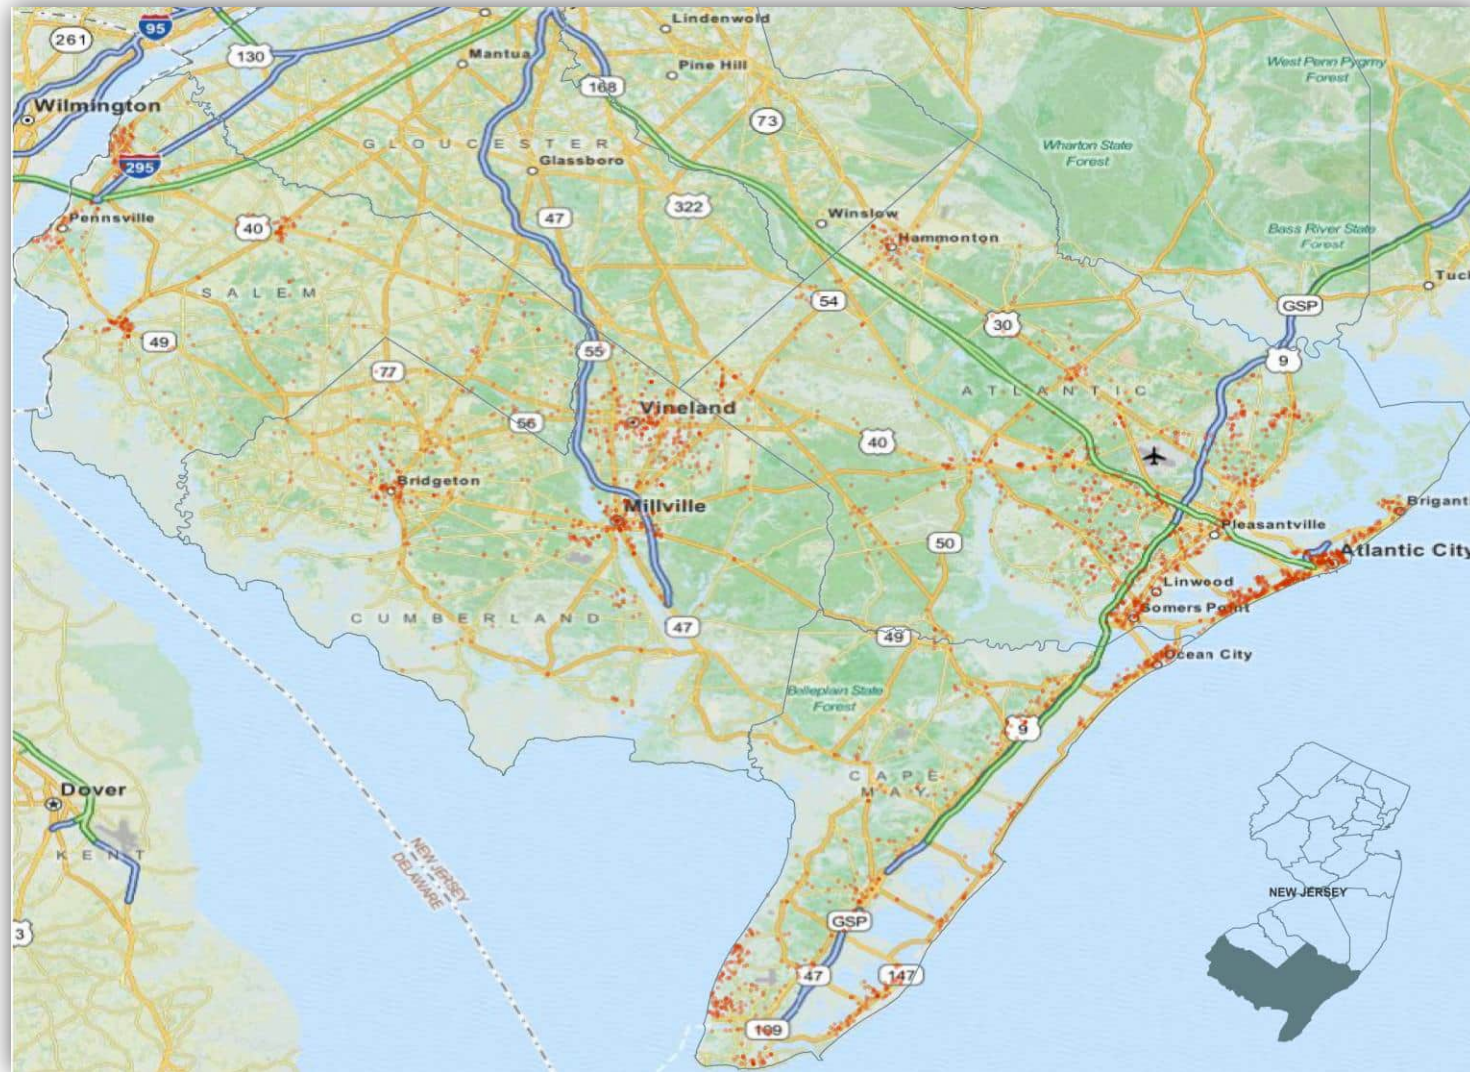 95
261
130
Lindenwold
Mantua
Pine Hill
West Penn Pygmy
Forest
168
Wilmington
73
GLOUCESTER
Wharton State
Forest
295
Glassboro
322
47
Winslow
Pennsville
40
Hammonton
Bass River State
Forest
SALEM
54
GSP
30
49
55
9
77
ATLANTIC
Vineland
56
40
Bridgeton
Millville
Pleasantville
50
Atlantic City
Linwood
Somers Point
CUMBERLAND
47
49
Ocean City
Belleplain State
Forest
9
CAPE
MAY
Dover
KENT
NEW JERSEY
DELAWARE
NEW JERSEY
GSP
3
47
147
109